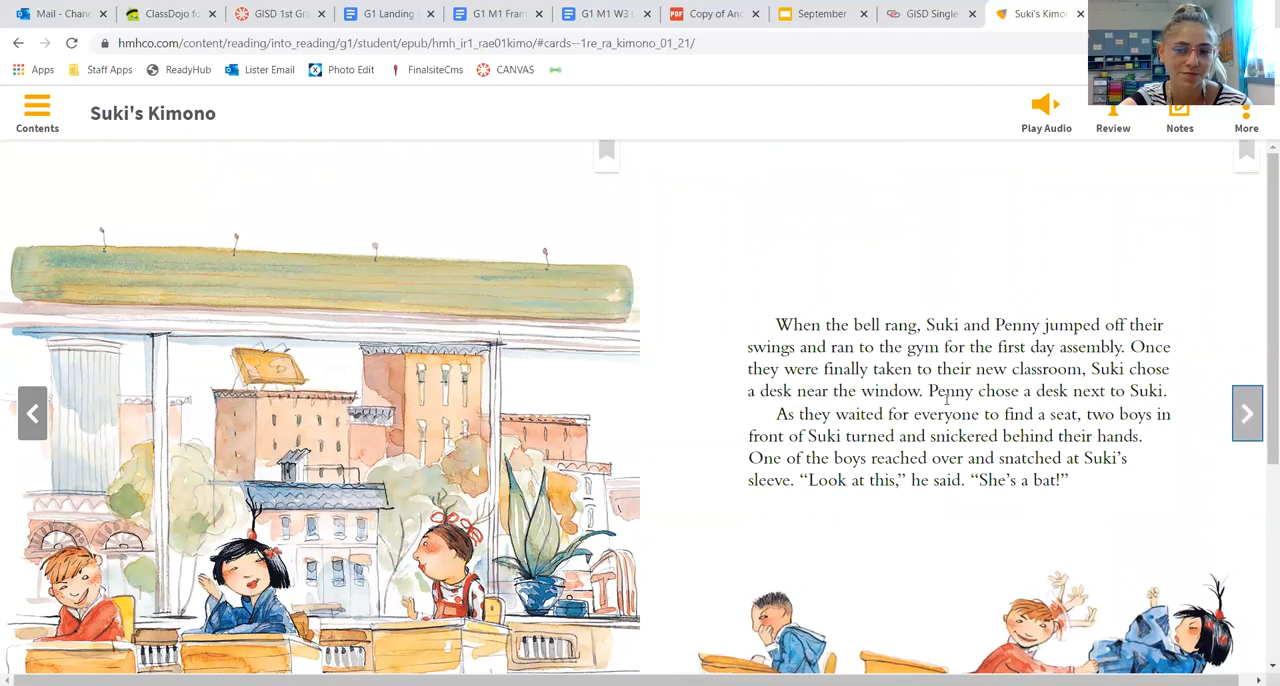 Mail - Chanc
ClassDojo fo
GISD 1st Gra
G1 Landing
G1 M1 Fram
G1 M1 W3 L
Copy of Anc
September
GISD Single
Suki's Kimo
hmhco.com/content/reading/into_reading/g1/student/epub/hmh_ir1_rae01kimo/#cards--1re_ra_kimono_01_21/
Apps
Staff Apps
ReadyHub
Lister Email
Photo Edit
FinalsiteCms
CANVAS
Contents
Suki's Kimono
Play Audio
Review
Notes
More
When the bell rang, Suki and Penny jumped off their
swings and ran to the gym for the first day assembly. Once
they were finally taken to their new classroom, Suki chose
a desk near the window. Penny chose a desk next to Suki.
As they waited for everyone to find a seat, two boys in
front of Suki turned and snickered behind their hands.
One of the boys reached over and snatched at Suki's
sleeve. “Look at this,” he said. “She's a bat!”